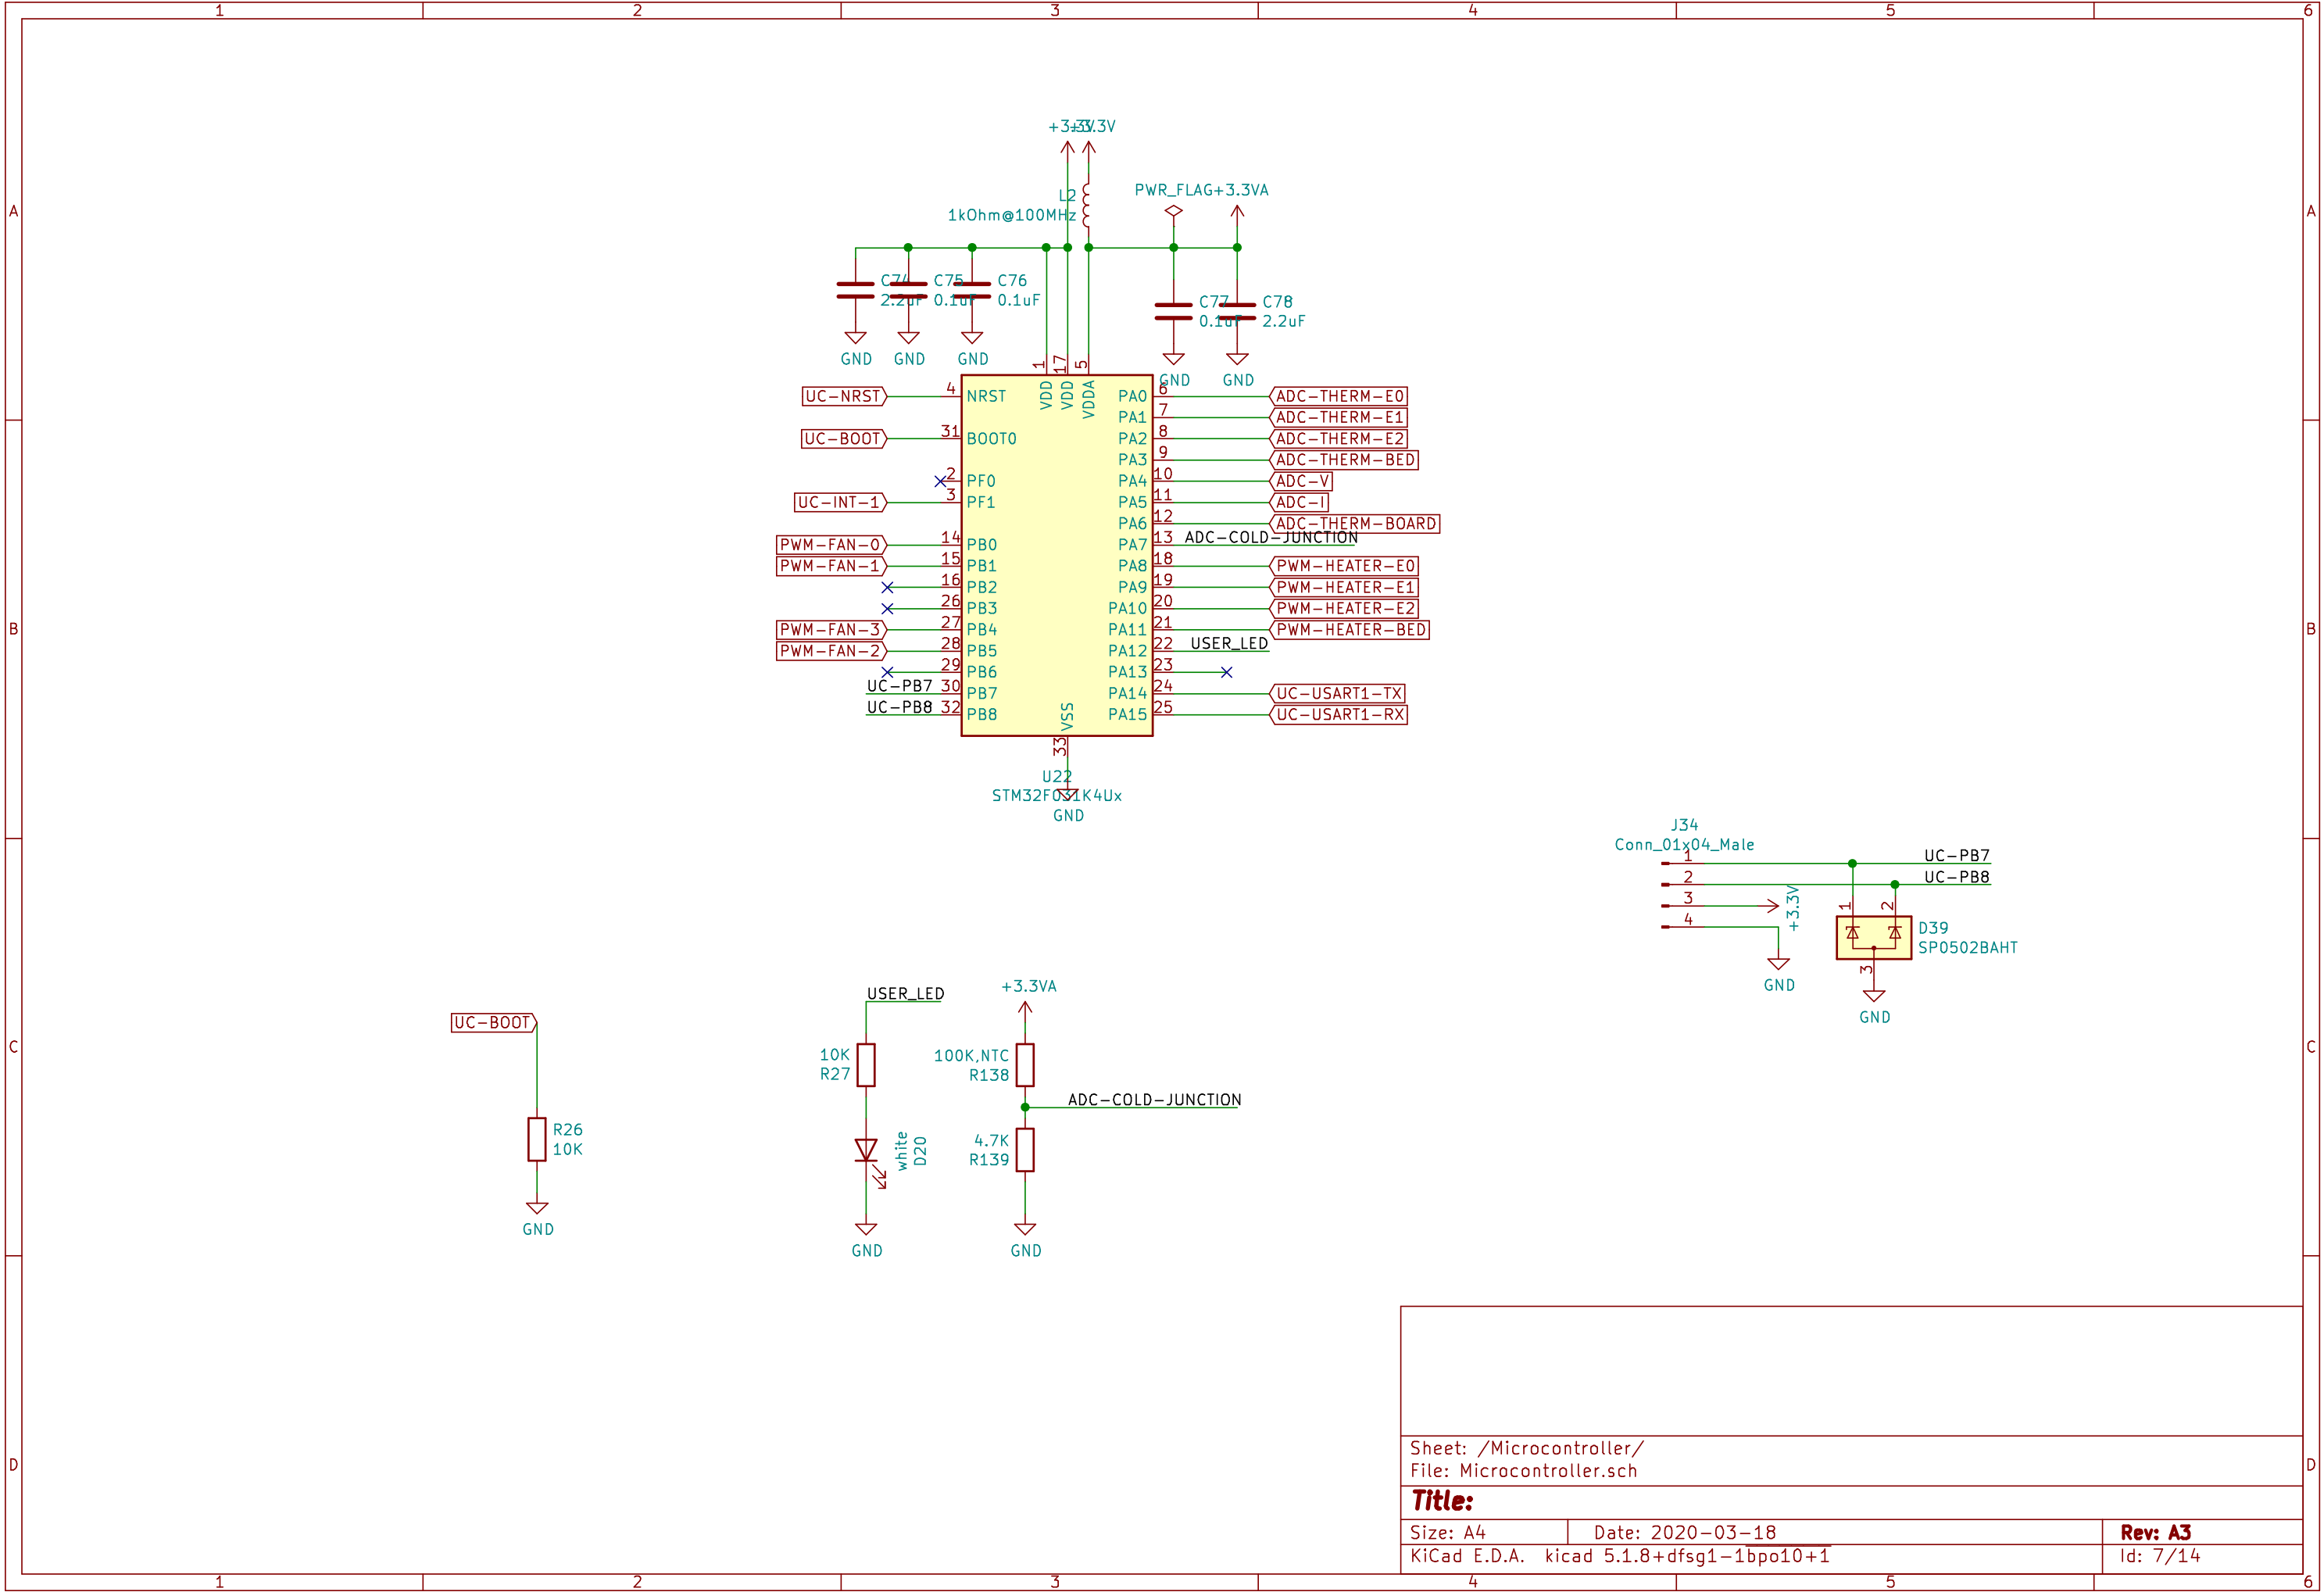 1 2 3 4 5 6
+3.3V
+3.3V
L2
1kOhm@100MHz
PWR_FLAG
+3.3VA
C74
2.2uF
C75
0.1uF
C76
0.1uF
C77
0.1uF
C78
2.2uF
GND
GND
GND
GND
GND
A
A
1
17
5
VDD
VDD
VDDA
UC-NRST
4
NRST
UC-BOOT
31
BOOT0
2
PF0
UC-INT-1
3
PF1
PWM-FAN-0
14
PB0
PWM-FAN-1
15
PB1
16
PB2
26
PB3
PWM-FAN-3
27
PB4
PWM-FAN-2
28
PB5
29
PB6
UC-PB7
30
PB7
UC-PB8
32
PB8
PA0
6
ADC-THERM-E0
PA1
7
ADC-THERM-E1
PA2
8
ADC-THERM-E2
PA3
9
ADC-THERM-BED
PA4
10
ADC-V
PA5
11
ADC-I
PA6
12
ADC-THERM-BOARD
PA7
13
ADC-COLD-JUNCTION
PA8
18
PWM-HEATER-E0
PA9
19
PWM-HEATER-E1
PA10
20
PWM-HEATER-E2
PA11
21
PWM-HEATER-BED
PA12
22
USER_LED
PA13
23
PA14
24
UC-USART1-TX
PA15
25
UC-USART1-RX
VSS
33
U22
STM32F031K4Ux
GND
B
B
J34
Conn_01x04_Male
1
UC-PB7
2
UC-PB8
3
+3.3V
4
GND
1
2
3
D39
SP0502BAHT
GND
C
C
UC-BOOT
R26
10K
GND
USER_LED
10K
R27
white
D20
GND
+3.3VA
100K,NTC
R138
ADC-COLD-JUNCTION
4.7K
R139
GND
D
D
Sheet: /Microcontroller/
File: Microcontroller.sch
Title:
Size: A4
Date: 2020-03-18
Rev: A3
KiCad E.D.A. kicad 5.1.8+dfsg1-1bpo10+1
Id: 7/14
1 2 3 4 5 6